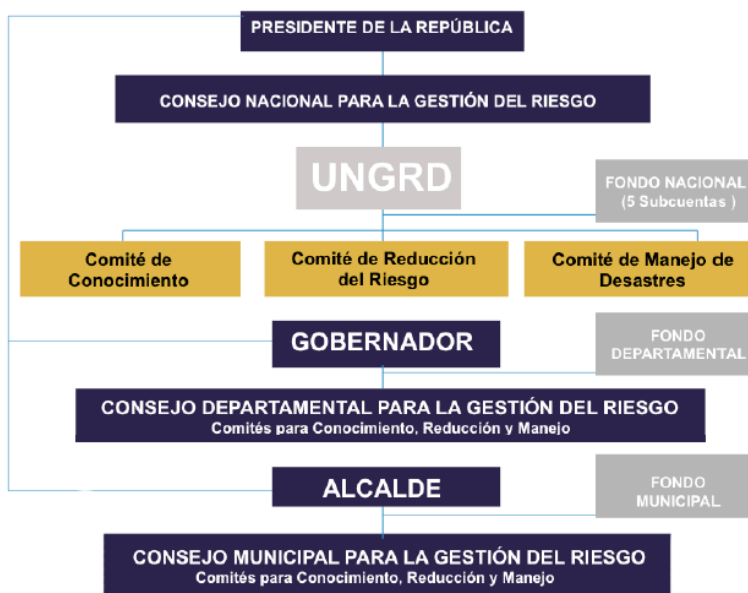 PRESIDENTE DE LA REPÚBLICA
CONSEJO NACIONAL PARA LA GESTIÓN DEL RIESGO
UNGRD
FONDO NACIONAL
(5 Subcuentas )
Comité de
Conocimiento
Comité de Reducción
del Riesgo
Comité de Manejo de
Desastres
GOBERNADOR
FONDO
DEPARTAMENTAL
CONSEJO DEPARTAMENTAL PARA LA GESTIÓN DEL RIESGO
Comités para Conocimiento, Reducción y Manejo
ALCALDE
FONDO
MUNICIPAL
CONSEJO MUNICIPAL PARA LA GESTIÓN DEL RIESGO
Comités para Conocimiento, Reducción y Manejo